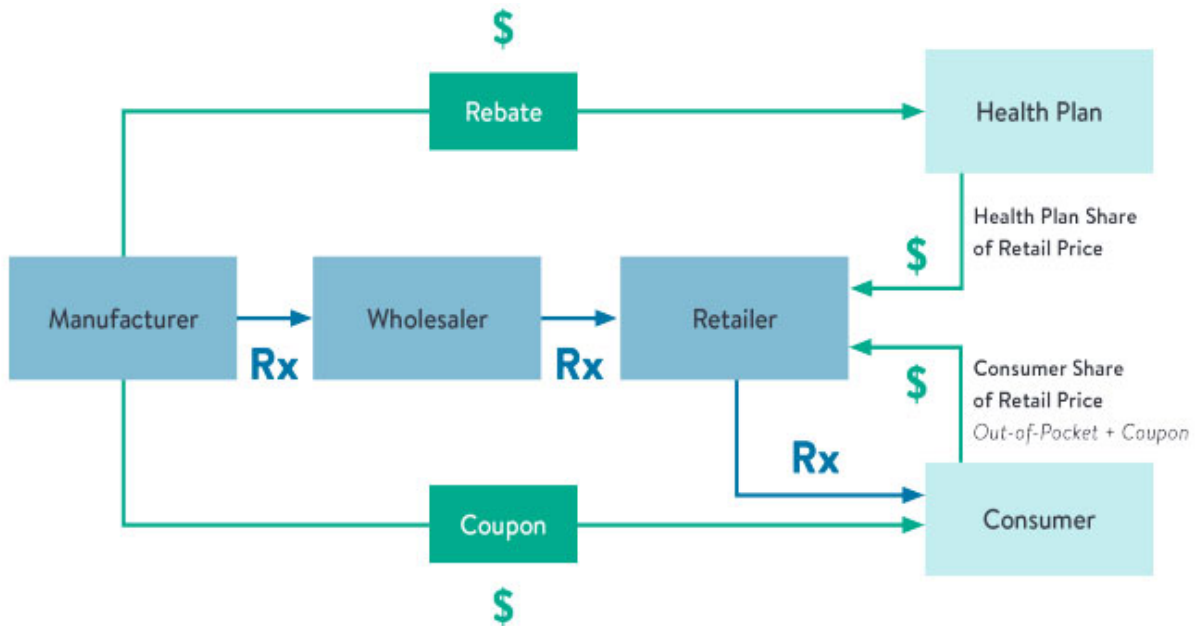 $
Rebate
Health Plan
Health Plan Share
of Retail Price
$
Manufacturer
Wholesaler
Retailer
Rx
Rx
$
Consumer Share
of Retail Price
Out-of-Pocket + Coupon
Rx
Coupon
Consumer
$